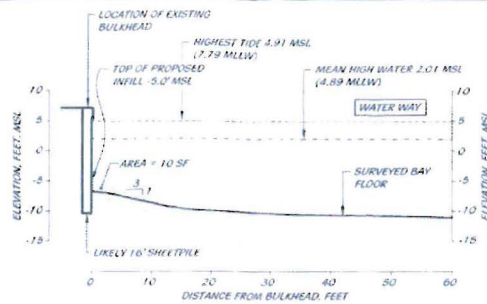 LOCATION OF EXISTING
BULKHEAD
HIGHEST TIDE 4.91 MSL
(7.79 MLLW)
TOP OF PROPOSED
INFILL -5.0' MSL
MEAN HIGH WATER 2.01 MSL
(4.89 MLLW)
WATER WAY
ELEVATION, FEET, MSL
10
5
0
-5
-10
-15
AREA = 10 SF
3
1
SURVEYED BAY
FLOOR
10
5
0
-5
-10
-15
ELEVATION, FEET, MSL
LIKELY 16' SHEETPILE
0 10 20 30 40 50 60
DISTANCE FROM BULKHEAD, FEET